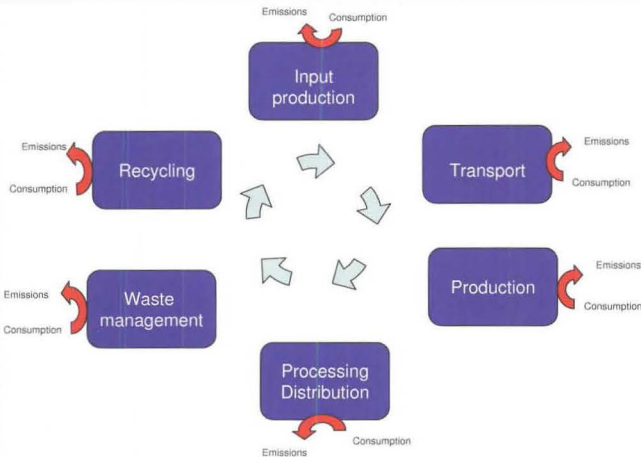 Emissions
Consumption
Input
production
Emissions
Consumption
Transport
Emissions
Consumption
Production
Emissions
Consumption
Processing
Distribution
Emissions
Consumption
Waste
management
Emissions
Consumption
Recycling